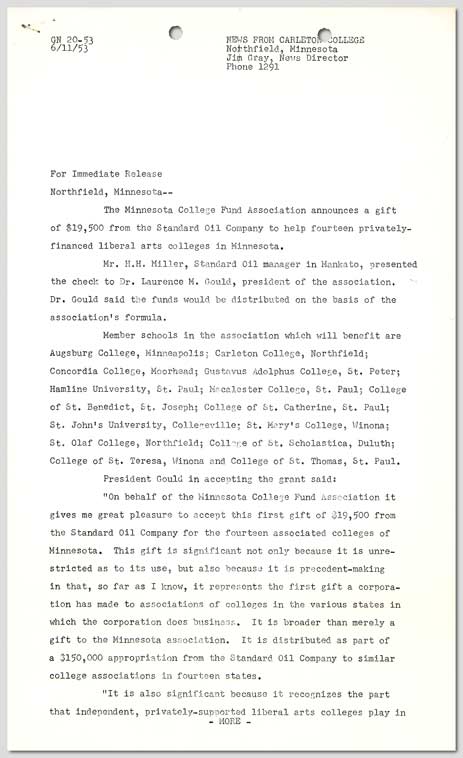 GN 20-53
6/11/53
NEWS FROM CARLETON COLLEGE
Northfield, Minnesota
Jim Gray, News Director
Phone 1291
For Immediate Release
Northfield, Minnesota--
The Minnesota College Fund Association announces a gift
of $19,500 from the Standard Oil Company to help fourteen privately-
financed liberal arts colleges in Minnesota.
Mr. H.H. Miller, Standard Oil manager in Mankato, presented
the check to Dr. Laurence M. Gould, president of the association.
Dr. Gould said the funds would be distributed on the basis of the
association's formula.
Member schools in the association which will benefit are
Augsburg College, Minneapolis; Carleton College, Northfield;
Concordia College, Moorhead; Gustavus Adolphus College, St. Peter;
Hamline University, St. Paul; Macalester College, St. Paul; College
of St. Benedict, St. Joseph; College of St. Catherine, St. Paul;
St. John's University, Collegeville; St. Mary's College, Winona;
St. Olaf College, Northfield; College of St. Scholastica, Duluth;
College of St. Teresa, Winona and College of St. Thomas, St. Paul.
President Gould in accepting the grant said:
"On behalf of the Minnesota College Fund Association it
gives me great pleasure to accept this first gift of $19,500 from
the Standard Oil Company for the fourteen associated colleges of
Minnesota. This gift is significant not only because it is unre-
stricted as to its use, but also because it is precedent-making
in that, so far as I know, it represents the first gift a corpora-
tion has made to associations of colleges in the various states in
which the corporation does business. It is broader than merely a
gift to the Minnesota association. It is distributed as part of
a $150,000 appropriation from the Standard Oil Company to similar
college associations in fourteen states.
"It is also significant because it recognizes the part
that independent, privately-supported liberal arts colleges play in
- MORE -